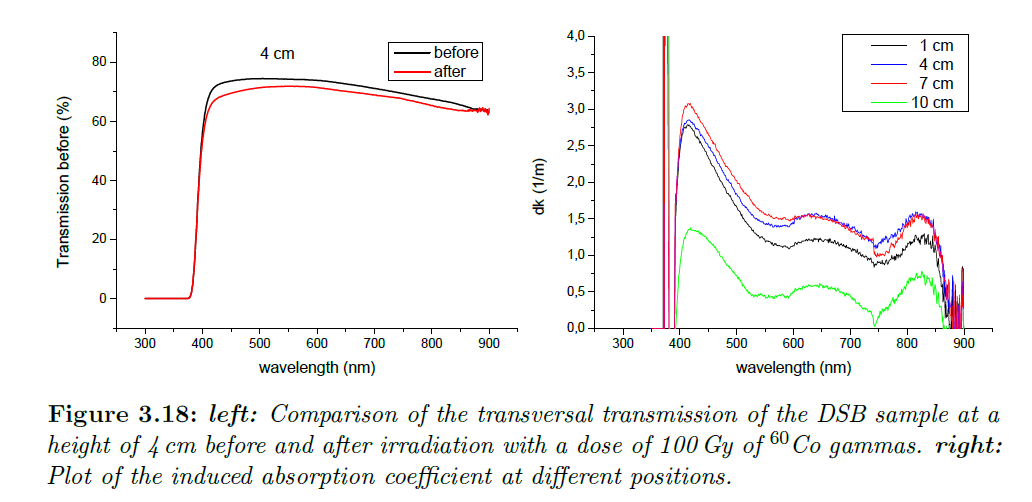 4 cm
before
after
80
60
40
20
0
300 400 500 600 700 800 900
Transmission before (%)
wavelength (nm)
1 cm
4 cm
7 cm
10 cm
4,0
3,5
3,0
2,5
2,0
1,5
1,0
0,5
0,0
300 400 500 600 700 800 900
dk (1/m)
wavelength (nm)
Figure 3.18: left: Comparison of the transversal transmission of the DSB sample at a
height of 4 cm before and after irradiation with a dose of 100 Gy of ⁶⁰Co gammas. right:
Plot of the induced absorption coefficient at different positions.